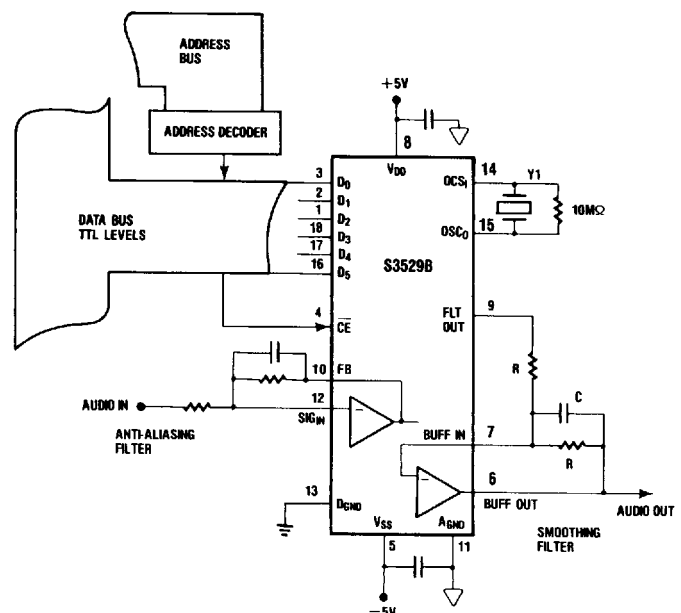 ADDRESS
BUS
ADDRESS DECODER
DATA BUS
TTL LEVELS
+5V
8
VDD
3 D0
2 D1
1 D2
18 D3
17 D4
16 D5
4 CE
S3529B
14 OCSI
Y1
10MΩ
15 OSCO
9 FLT
OUT
R
C
10 FB
AUDIO IN
12
SIGIN
ANTI-ALIASING
FILTER
BUFF IN 7
R
6
BUFF OUT
AUDIO OUT
SMOOTHING
FILTER
13 DGND
VSS AGND
5 11
−5V